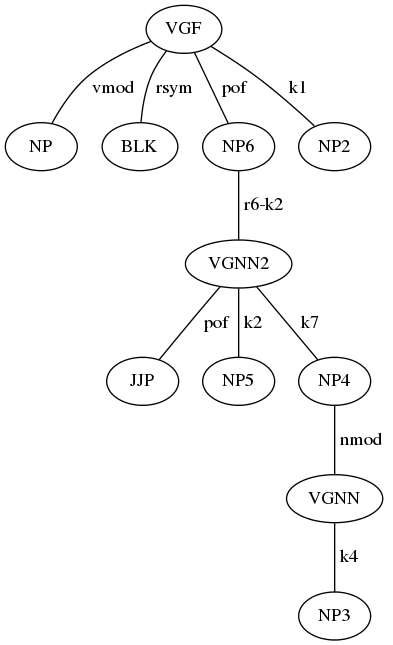 VGF
vmod rsym pof k1
NP BLK NP6 NP2
r6-k2
VGNN2
pof k2 k7
JJP NP5 NP4
nmod
VGNN
k4
NP3